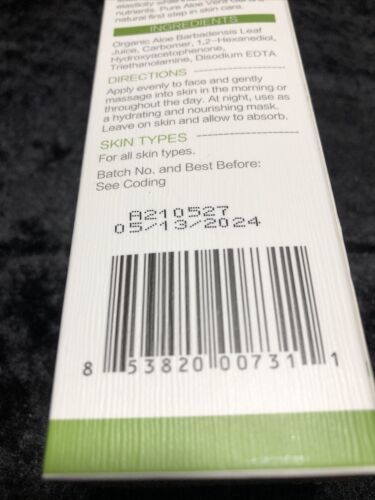 nutrients. Pure Aloe Vera Gel
natural first step in skin care.
INGREDIENTS
Organic Aloe Barbadensis Leaf
Juice, Carbomer, 1,2-Hexanediol,
Hydroxyacetophenone,
Triethanolamine, Disodium EDTA
DIRECTIONS
Apply evenly to face and gently
massage into skin in the morning or
throughout the day. At night, use as
a hydrating and nourishing mask.
Leave on skin and allow to absorb.
SKIN TYPES
For all skin types.
Batch No. and Best Before:
See Coding
A210527
05/13/2024
8 53820 00731 1